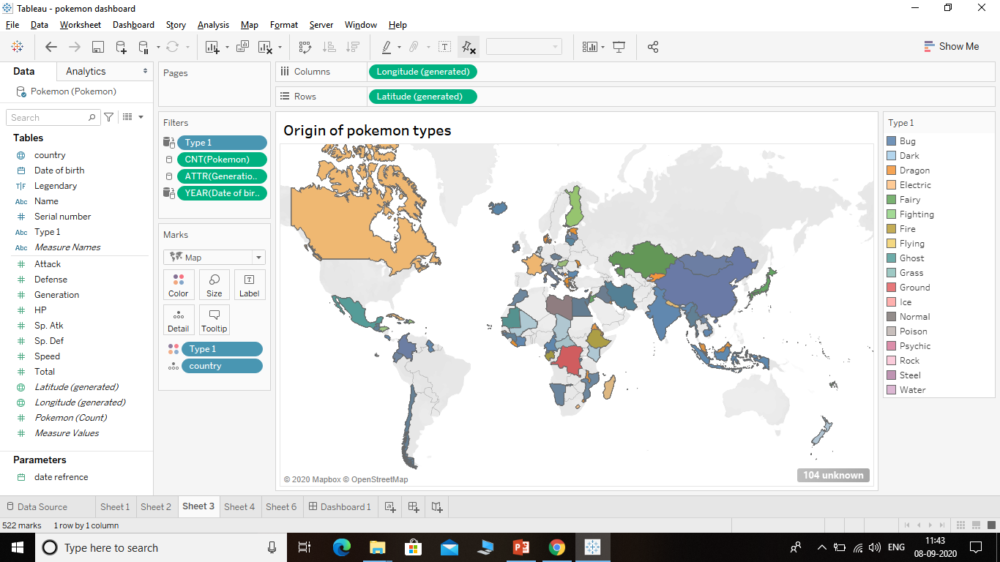 Tableau - pokemon dashboard
File Data Worksheet Dashboard Story Analysis Map Format Server Window Help
Show Me
Data Analytics
Pokemon (Pokemon)
Search
Tables
country
Date of birth
T|F Legendary
Abc Name
# Serial number
Abc Type 1
Abc Measure Names
# Attack
# Defense
# Generation
# HP
# Sp. Atk
# Sp. Def
# Speed
# Total
Latitude (generated)
Longitude (generated)
# Pokemon (Count)
# Measure Values
Parameters
date refrence
Pages
Filters
Type 1
CNT(Pokemon)
ATTR(Generatio..
YEAR(Date of bir..
Marks
Map
Color Size Label
Detail Tooltip
Type 1
country
Columns Longitude (generated)
Rows Latitude (generated)
Origin of pokemon types
© 2020 Mapbox © OpenStreetMap
104 unknown
Type 1
Bug
Dark
Dragon
Electric
Fairy
Fighting
Fire
Flying
Ghost
Grass
Ground
Ice
Normal
Poison
Psychic
Rock
Steel
Water
Data Source Sheet 1 Sheet 2 Sheet 3 Sheet 4 Sheet 6 Dashboard 1
522 marks 1 row by 1 column
Type here to search
ENG
11:43
08-09-2020